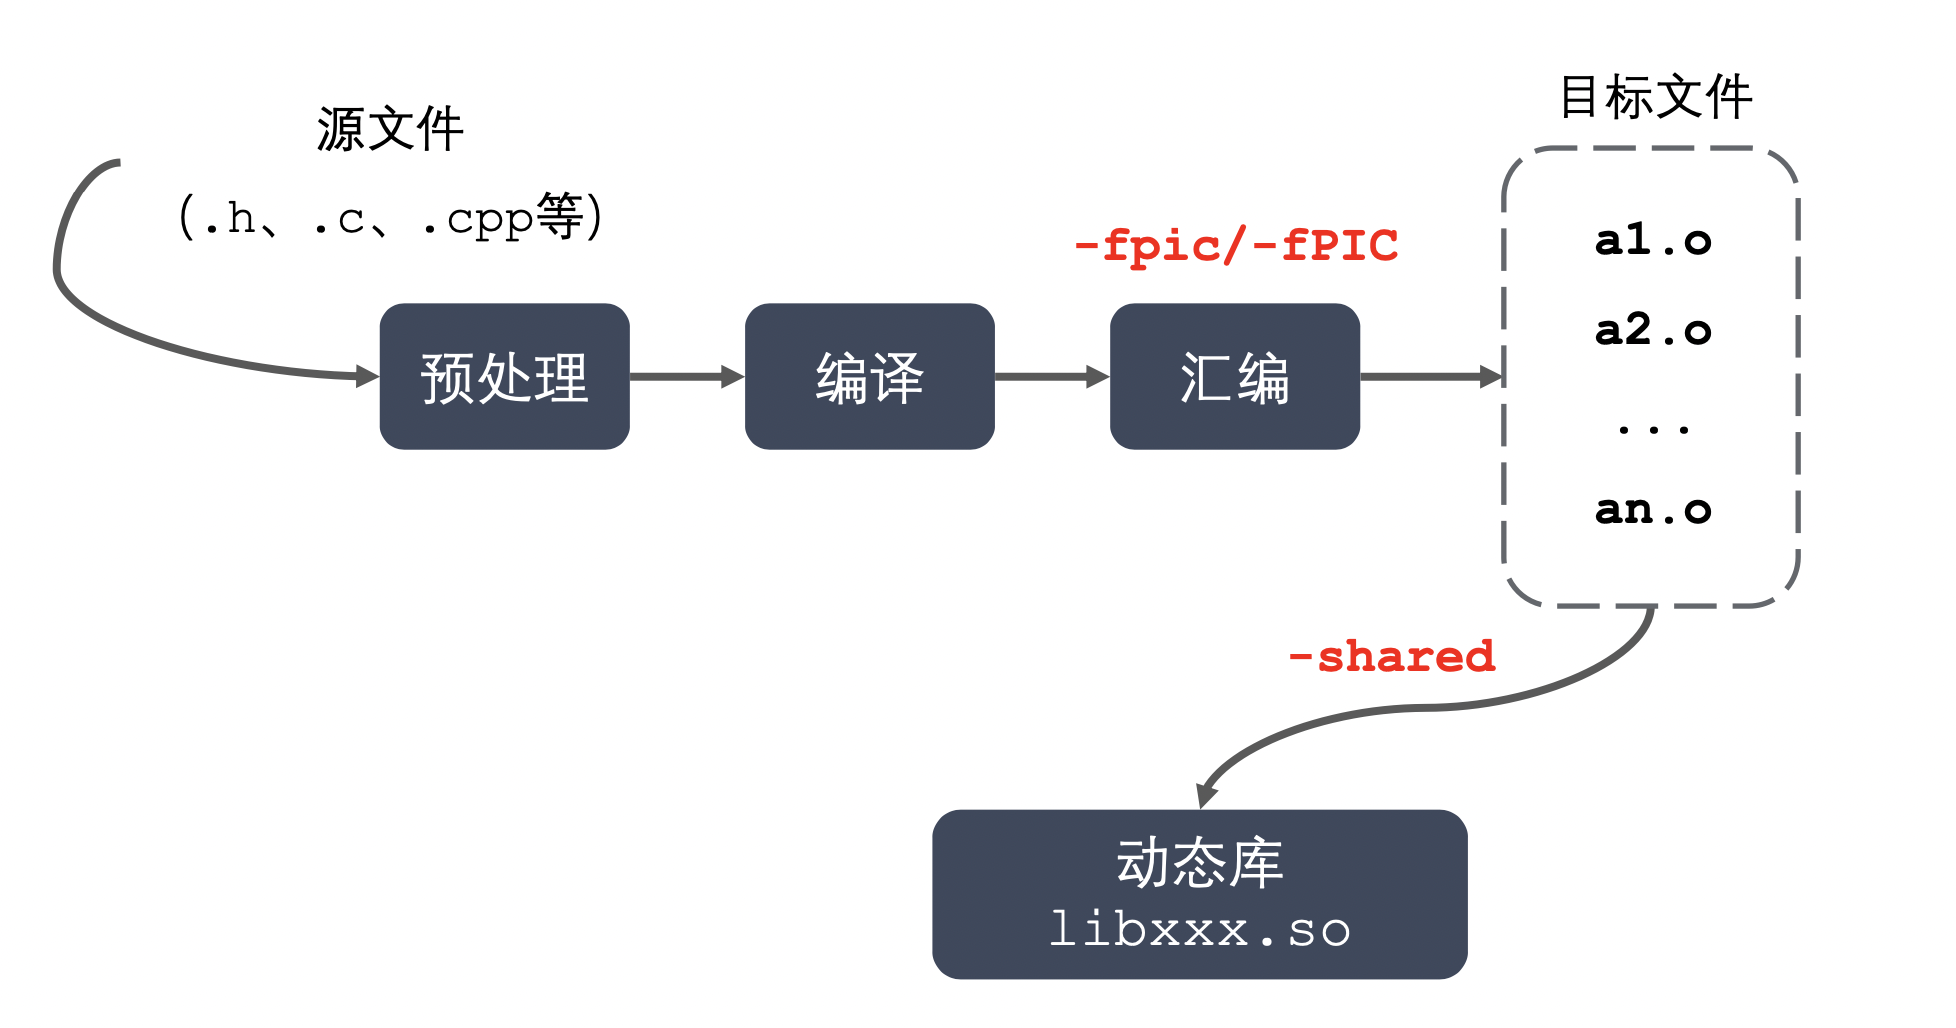 源文件
(.h、.c、.cpp等)
-fpic/-fPIC
预处理
编译
汇编
目标文件
a1.o
a2.o
...
an.o
-shared
动态库
libxxx.so